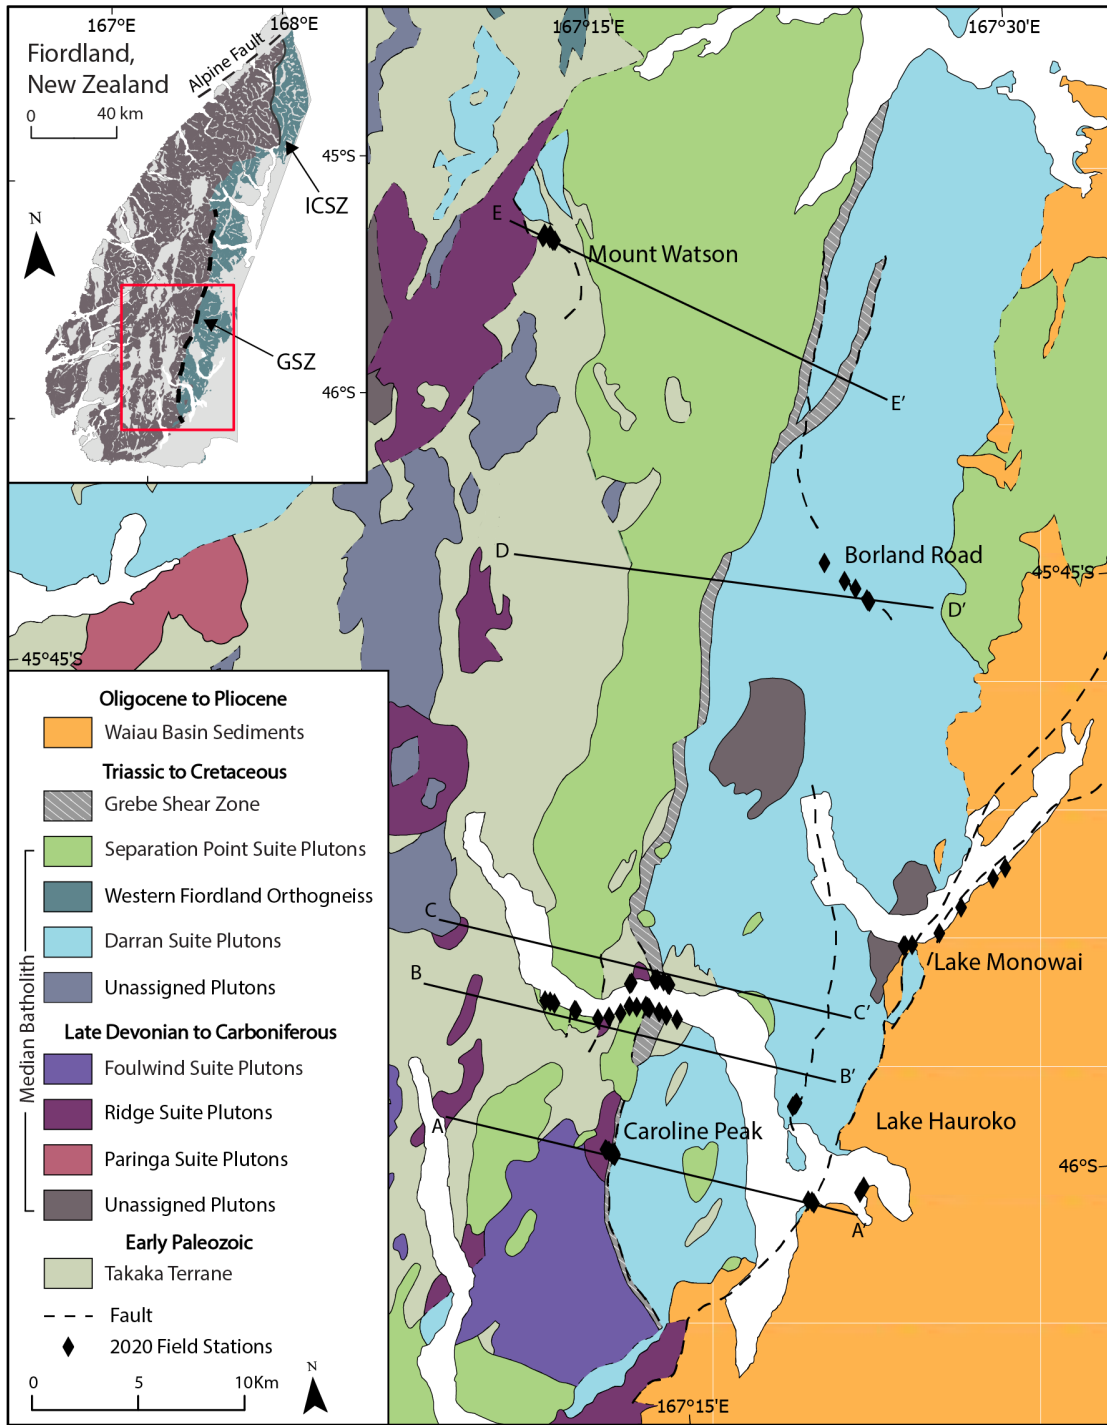 167°E
168°E
Fiordland,
New Zealand
Alpine Fault
0
40 km
45°S
ICSZ
N
GSZ
46°S
167°15'E
167°30'E
E
Mount Watson
E'
D
Borland Road
45°45'S
D'
45°45'S
C
Lake Monowai
B
C'
B'
A
Caroline Peak
Lake Hauroko
46°S
A'
167°15'E
Oligocene to Pliocene
Waiau Basin Sediments
Triassic to Cretaceous
Grebe Shear Zone
Separation Point Suite Plutons
Western Fiordland Orthogneiss
Darran Suite Plutons
Unassigned Plutons
Median Batholith
Late Devonian to Carboniferous
Foulwind Suite Plutons
Ridge Suite Plutons
Paringa Suite Plutons
Unassigned Plutons
Early Paleozoic
Takaka Terrane
Fault
2020 Field Stations
N
0
5
10Km